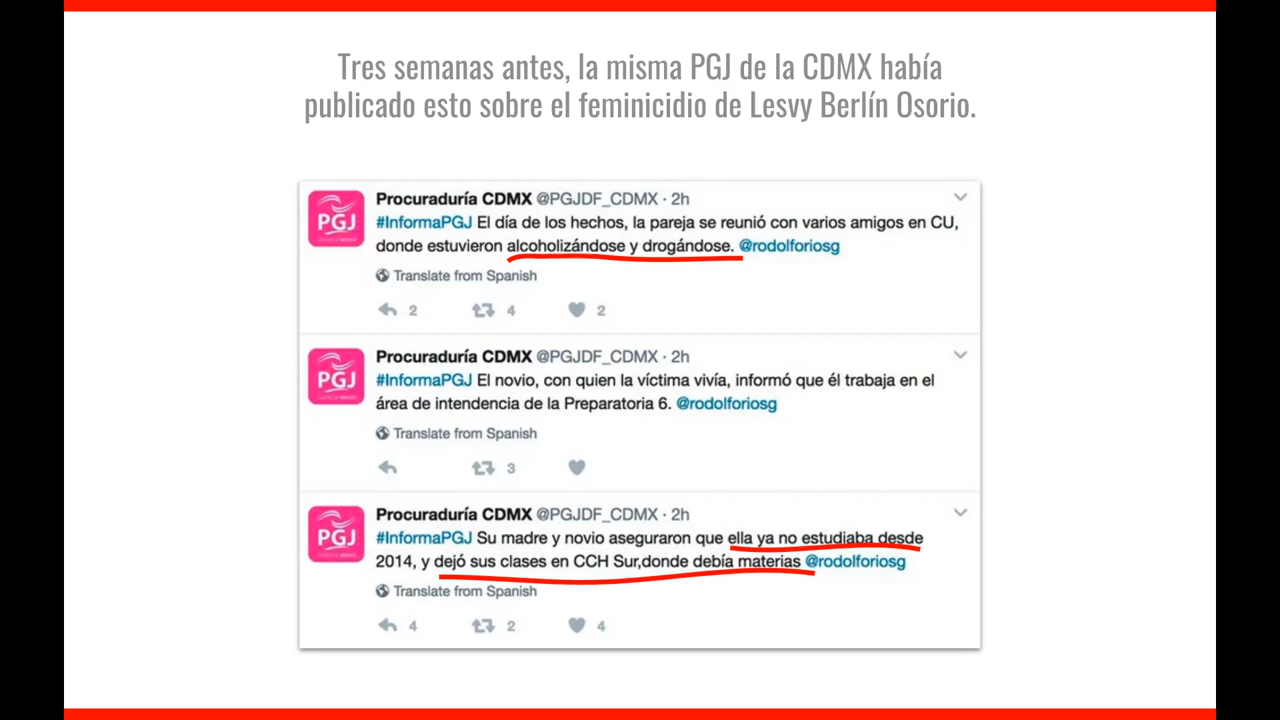 Tres semanas antes, la misma PGJ de la CDMX había
publicado esto sobre el feminicidio de Lesvy Berlín Osorio.
PGJ
Procuraduría CDMX @PGJDF_CDMX · 2h
#InformaPGJ El día de los hechos, la pareja se reunió con varios amigos en CU,
donde estuvieron alcoholizándose y drogándose. @rodolforiosg
Translate from Spanish
2 4 2
PGJ
Procuraduría CDMX @PGJDF_CDMX · 2h
#InformaPGJ El novio, con quien la víctima vivía, informó que él trabaja en el
área de intendencia de la Preparatoria 6. @rodolforiosg
Translate from Spanish
3
PGJ
Procuraduría CDMX @PGJDF_CDMX · 2h
#InformaPGJ Su madre y novio aseguraron que ella ya no estudiaba desde
2014, y dejó sus clases en CCH Sur,donde debía materias @rodolforiosg
Translate from Spanish
4 2 4